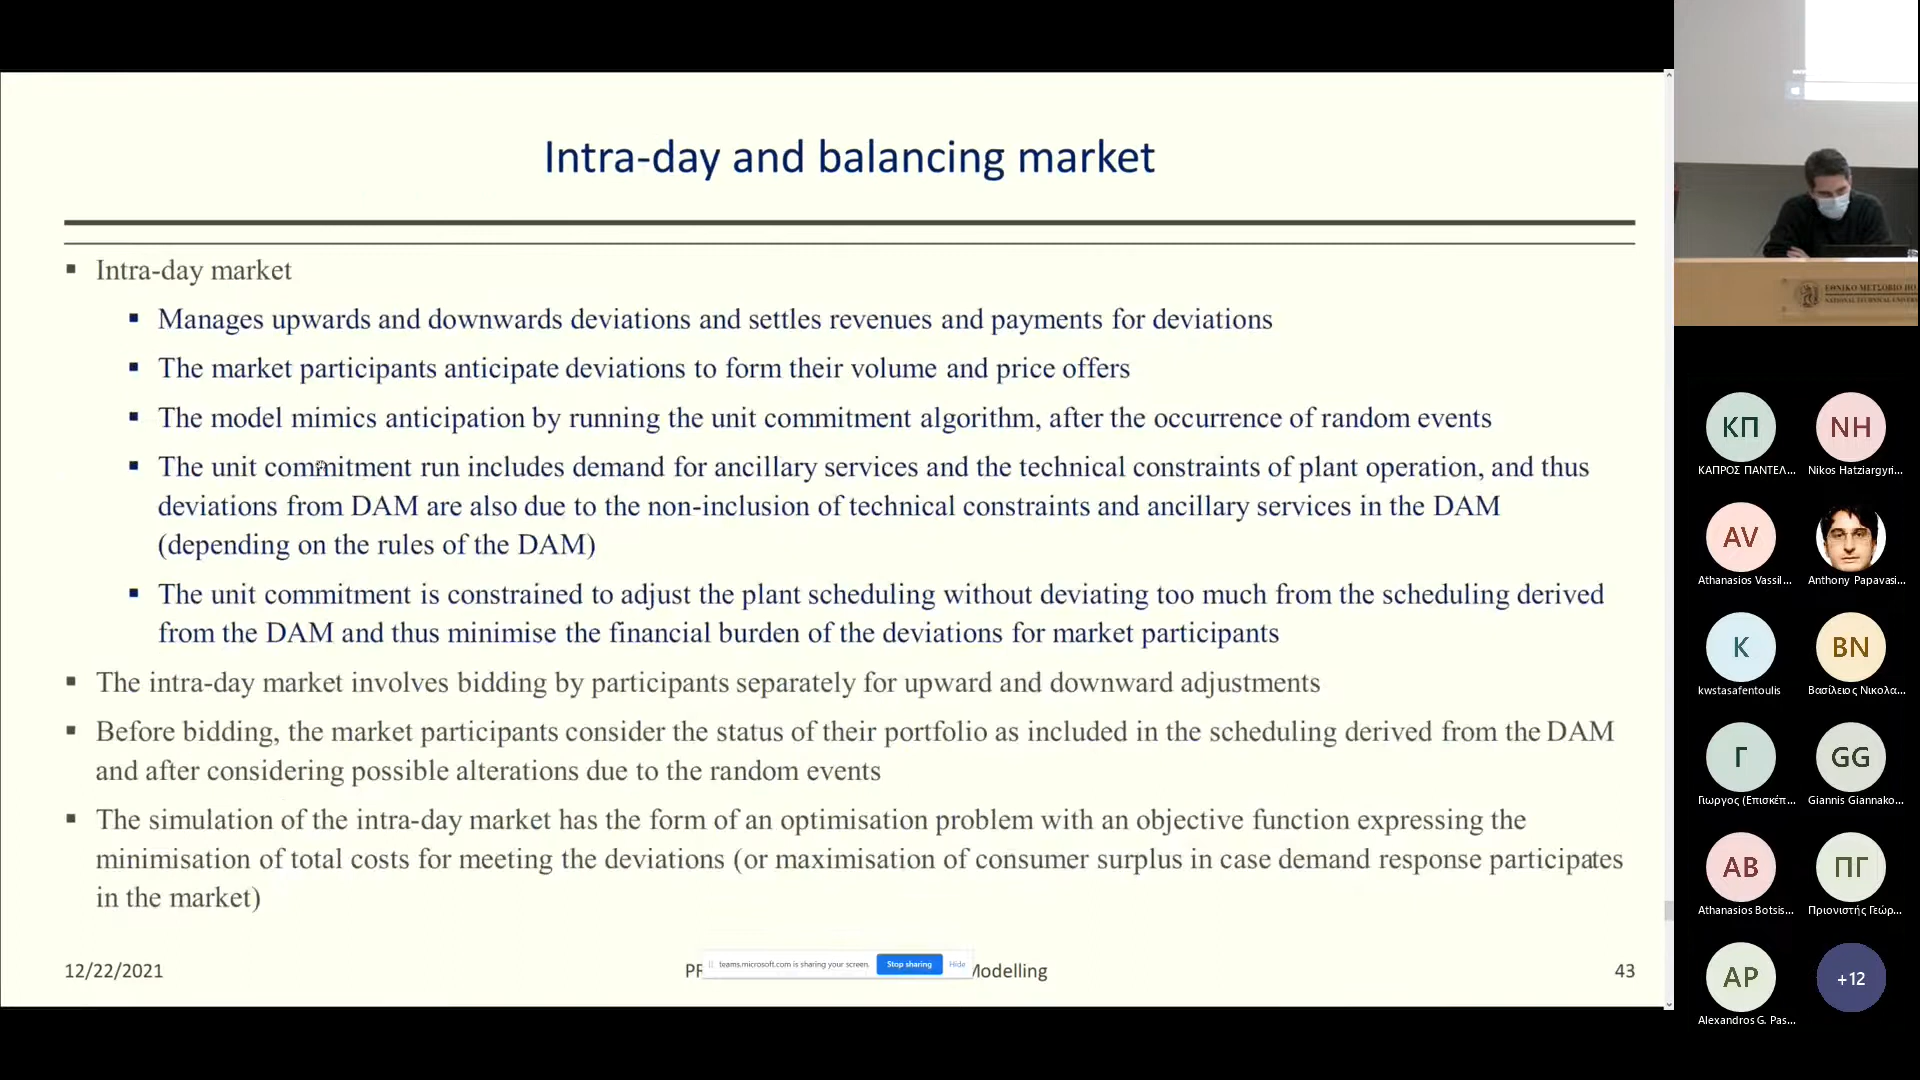 Intra-day and balancing market
▪ Intra-day market
▪ Manages upwards and downwards deviations and settles revenues and payments for deviations
▪ The market participants anticipate deviations to form their volume and price offers
▪ The model mimics anticipation by running the unit commitment algorithm, after the occurrence of random events
▪ The unit commitment run includes demand for ancillary services and the technical constraints of plant operation, and thus
deviations from DAM are also due to the non-inclusion of technical constraints and ancillary services in the DAM
(depending on the rules of the DAM)
▪ The unit commitment is constrained to adjust the plant scheduling without deviating too much from the scheduling derived
from the DAM and thus minimise the financial burden of the deviations for market participants
▪ The intra-day market involves bidding by participants separately for upward and downward adjustments
▪ Before bidding, the market participants consider the status of their portfolio as included in the scheduling derived from the DAM
and after considering possible alterations due to the random events
▪ The simulation of the intra-day market has the form of an optimisation problem with an objective function expressing the
minimisation of total costs for meeting the deviations (or maximisation of consumer surplus in case demand response participates
in the market)
12/22/2021
teams.microsoft.com is sharing your screen. Stop sharing Hide
Modelling
43
ΕΘΝΙΚΟ ΜΕΤΣΟΒΙΟ
NATIONAL TECHNICAL
ΚΠ NH
ΚΑΠΡΟΣ ΠΑΝΤΕΛ... Nikos Hatziargyri...
AV
Athanasios Vassil... Anthony Papavasi...
K ΒΝ
kwstasafentoulis Βασίλειος Νικολα...
Γ GG
Γιωργος (Επισκέπ... Giannis Giannako...
AB ΠΓ
Athanasios Botsis... Πριονιστής Γεώρ...
AP +12
Alexandros G. Pas...